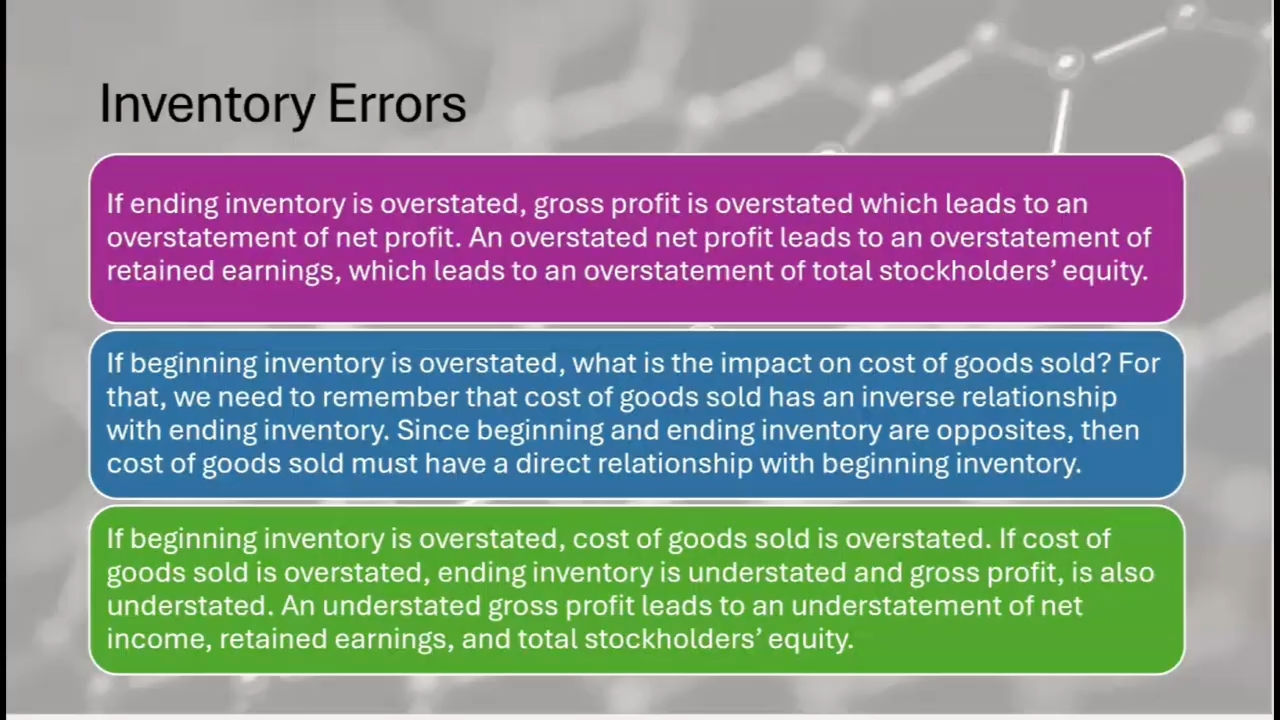 Inventory Errors
If ending inventory is overstated, gross profit is overstated which leads to an
overstatement of net profit. An overstated net profit leads to an overstatement of
retained earnings, which leads to an overstatement of total stockholders’ equity.
If beginning inventory is overstated, what is the impact on cost of goods sold? For
that, we need to remember that cost of goods sold has an inverse relationship
with ending inventory. Since beginning and ending inventory are opposites, then
cost of goods sold must have a direct relationship with beginning inventory.
If beginning inventory is overstated, cost of goods sold is overstated. If cost of
goods sold is overstated, ending inventory is understated and gross profit, is also
understated. An understated gross profit leads to an understatement of net
income, retained earnings, and total stockholders’ equity.